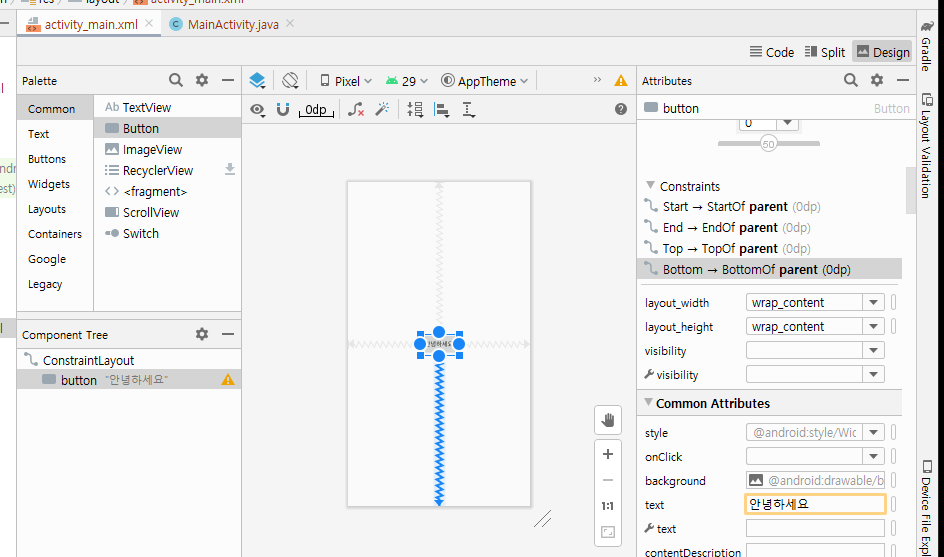 res layout activity_main.xml
activity_main.xml MainActivity.java
Code Split Design
Palette
Pixel 29 AppTheme
Attributes
Common
Text
Buttons
Widgets
Layouts
Containers
Google
Legacy
Ab TextView
Button
ImageView
RecyclerView
<fragment>
ScrollView
Switch
0dp
button Button
0
50
Constraints
Start → StartOf parent (0dp)
End → EndOf parent (0dp)
Top → TopOf parent (0dp)
Bottom → BottomOf parent (0dp)
layout_width wrap_content
layout_height wrap_content
visibility
visibility
Common Attributes
style @android:style/Wid
onClick
background @android:drawable/b
text 안녕하세요
text
contentDescription
Component Tree
ConstraintLayout
button "안녕하세요"
안녕하세요
1:1
Gradle
Layout Validation
Device File Expl